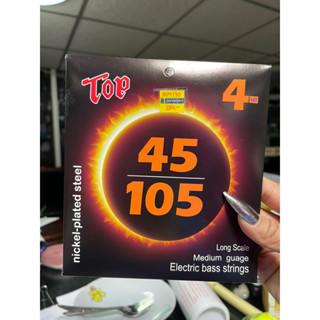 Top
4
45
105
nickel-plated steel
Long Scale
Medium guage
Electric bass strings